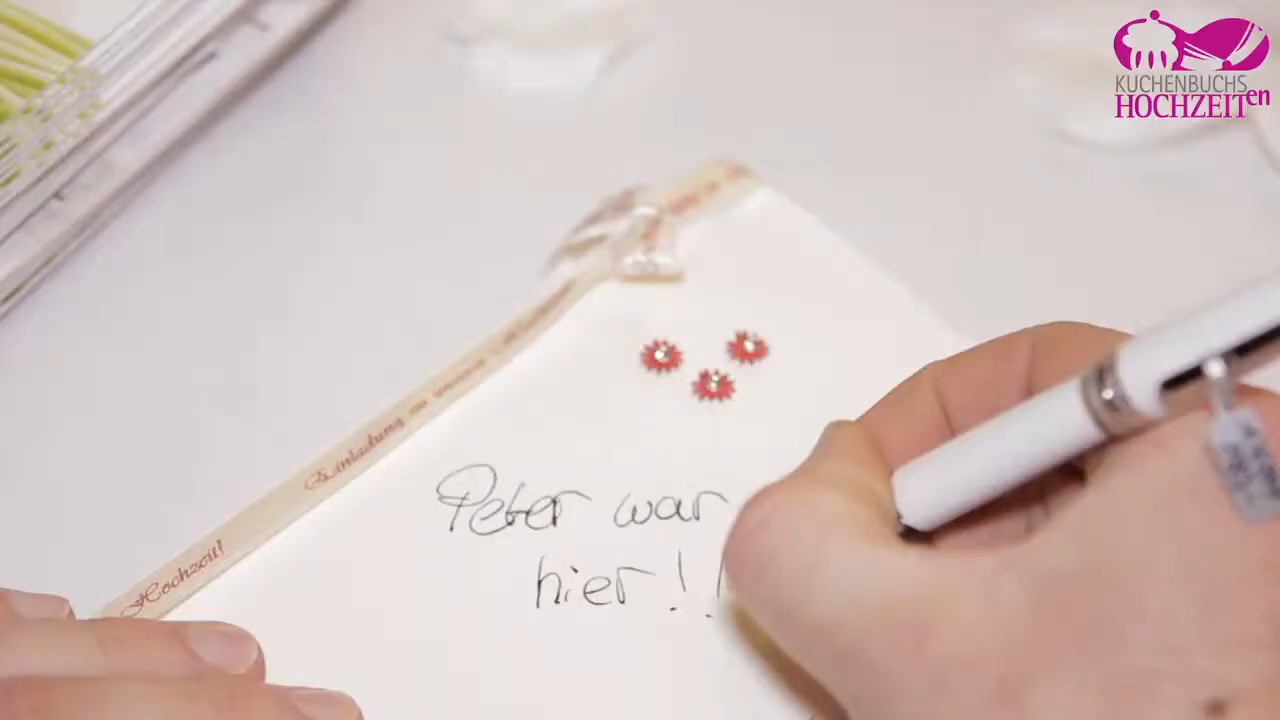 KUCHENBUCHS
HOCHZEITen
Einladung
Hochzeit!
Peter war
hier!!